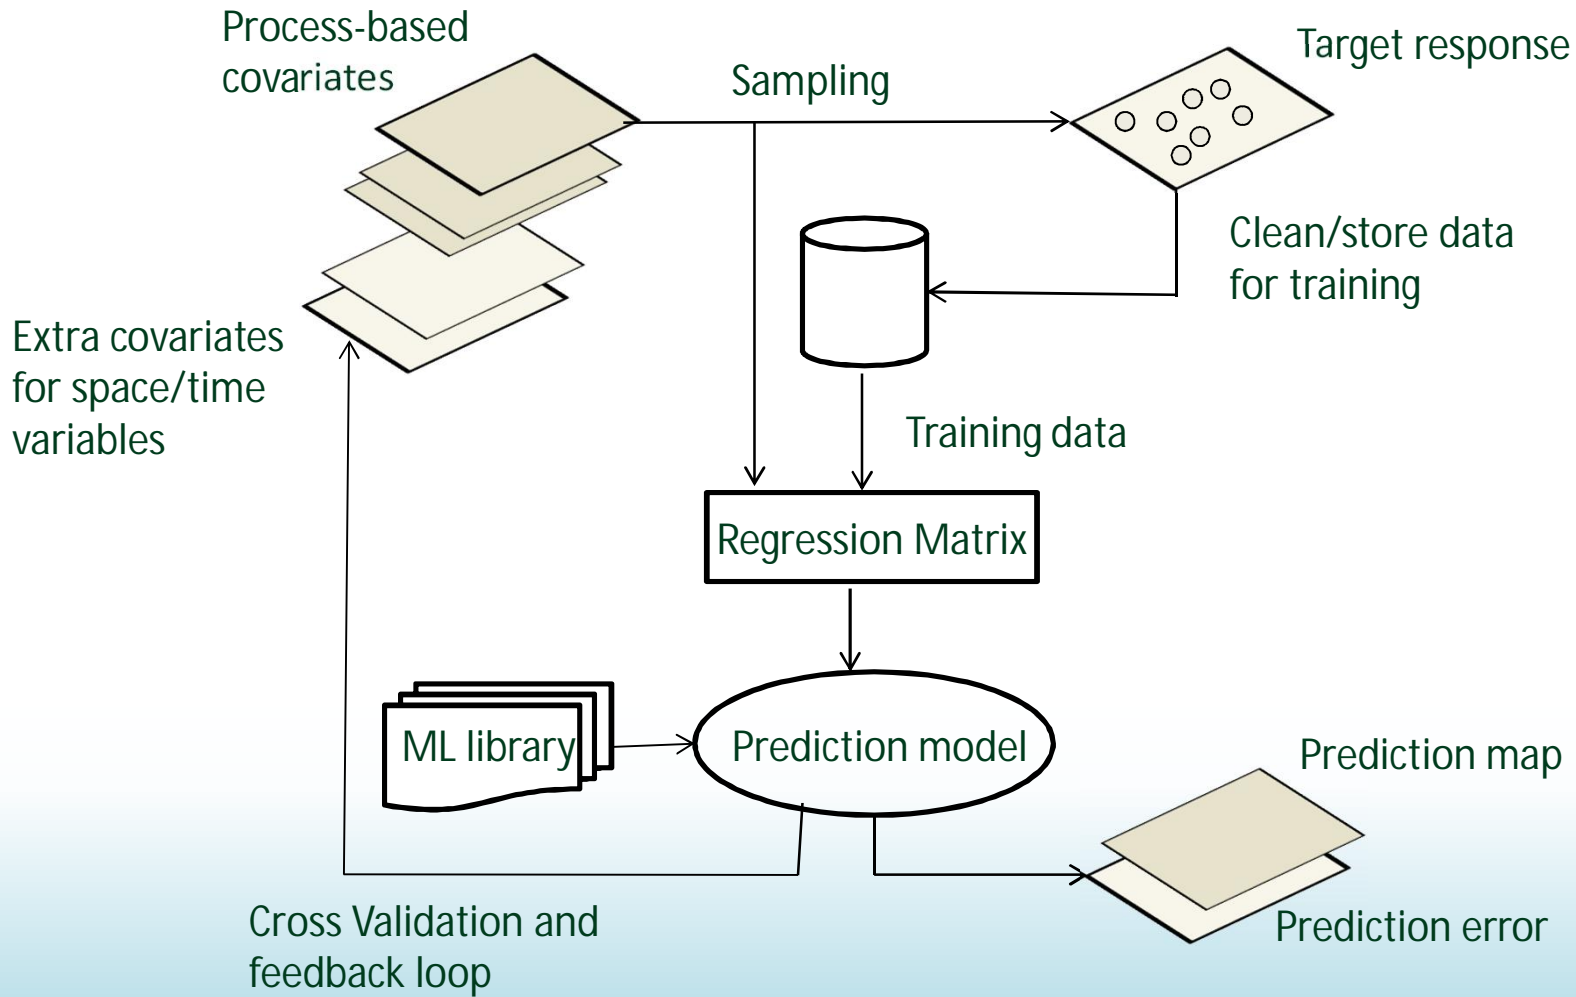 Process-based
covariates
Sampling
Target response
Clean/store data
for training
Extra covariates
for space/time
variables
Training data
Regression Matrix
ML library
Prediction model
Prediction map
Prediction error
Cross Validation and
feedback loop